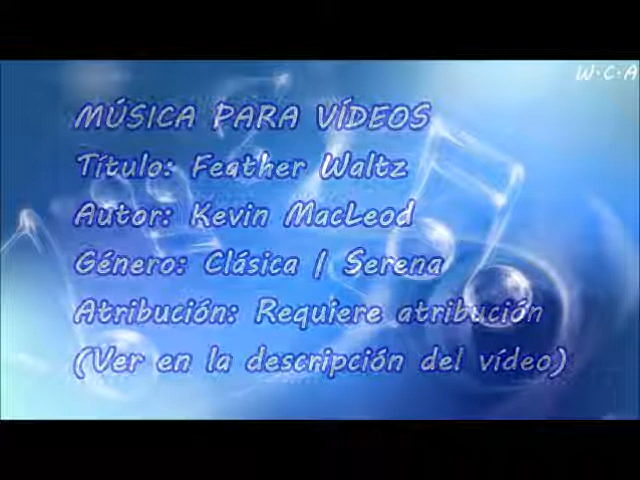 W.C.A
MÚSICA PARA VÍDEOS
Título: Feather Waltz
Autor: Kevin MacLeod
Género: Clásica | Serena
Atribución: Requiere atribución
(Ver en la descripción del vídeo)